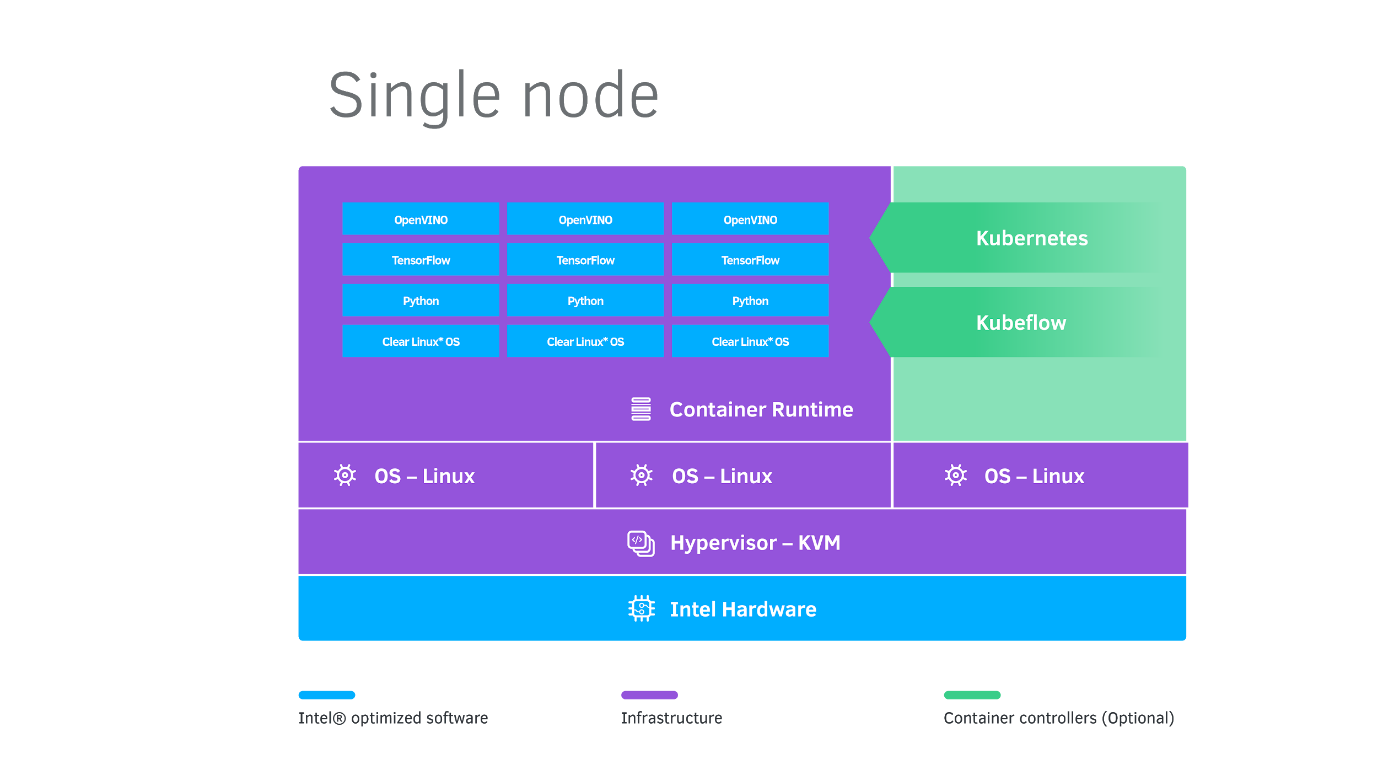 Single node
OpenVINO OpenVINO OpenVINO
TensorFlow TensorFlow TensorFlow
Python Python Python
Clear Linux* OS Clear Linux* OS Clear Linux* OS
Kubernetes
Kubeflow
Container Runtime
OS – Linux OS – Linux OS – Linux
Hypervisor – KVM
Intel Hardware
Intel® optimized software
Infrastructure
Container controllers (Optional)